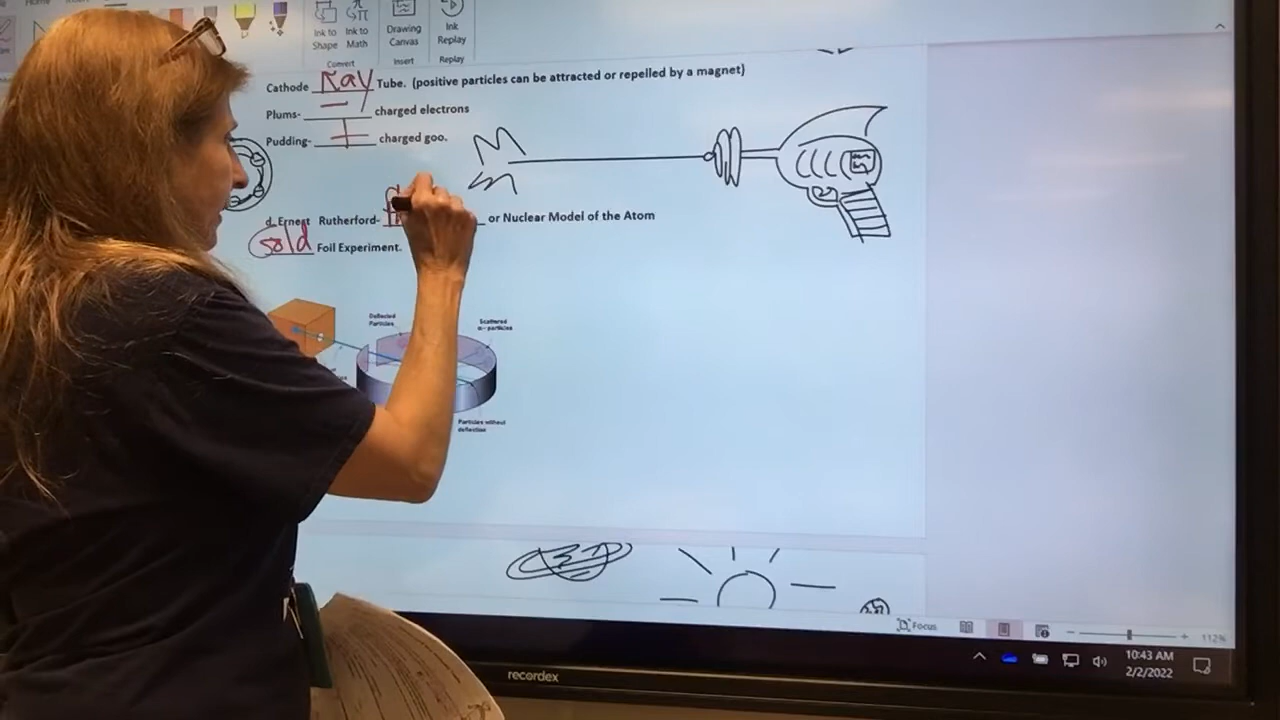 Home
Ink to Shape
Ink to Math
Drawing Canvas
Ink Replay
Convert
Insert
Replay
Cathode Ray Tube. (positive particles can be attracted or repelled by a magnet)
Plums- - charged electrons
Pudding- + charged goo.
d. Ernest Rutherford- or Nuclear Model of the Atom
Gold Foil Experiment.
Deflected Particles
Scattered α- particles
Particles without deflection
Focus
112%
10:43 AM
2/2/2022
recordex